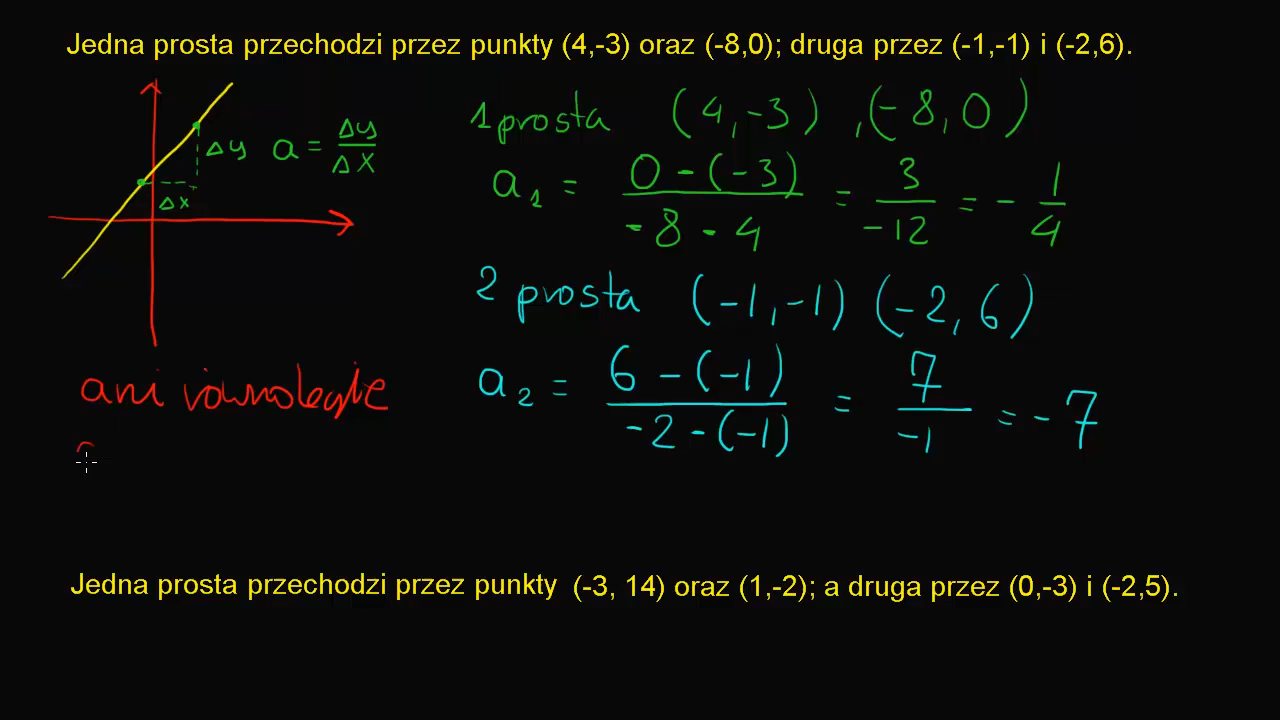 Jedna prosta przechodzi przez punkty (4,-3) oraz (-8,0); druga przez (-1,-1) i (-2,6).
Δy a = Δy/Δx
Δx
1 prosta (4,-3) ,(-8,0)
a₁ = 0-(-3)/-8-4 = 3/-12 = -1/4
2 prosta (-1,-1) (-2,6)
a₂ = 6-(-1)/-2-(-1) = 7/-1 = -7
ani równoległe
Jedna prosta przechodzi przez punkty (-3, 14) oraz (1,-2); a druga przez (0,-3) i (-2,5).